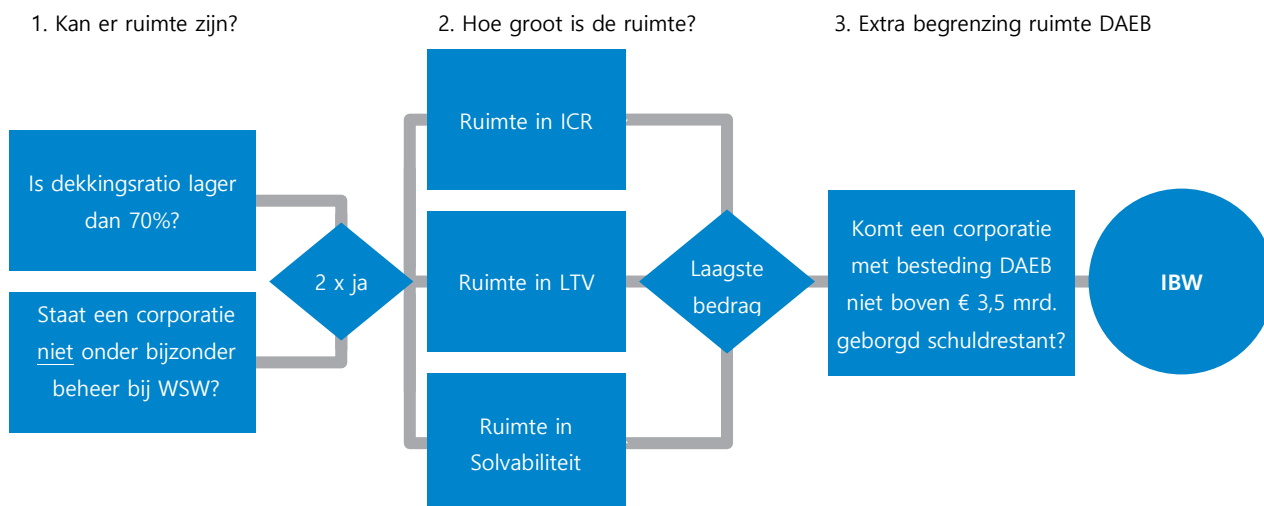 1. Kan er ruimte zijn?
2. Hoe groot is de ruimte?
3. Extra begrenzing ruimte DAEB
Is dekkingsratio lager
dan 70%?
Staat een corporatie
niet onder bijzonder
beheer bij WSW?
2 x ja
Ruimte in ICR
Ruimte in LTV
Ruimte in
Solvabiliteit
Laagste
bedrag
Komt een corporatie
met besteding DAEB
niet boven € 3,5 mrd.
geborgd schuldrestant?
IBW